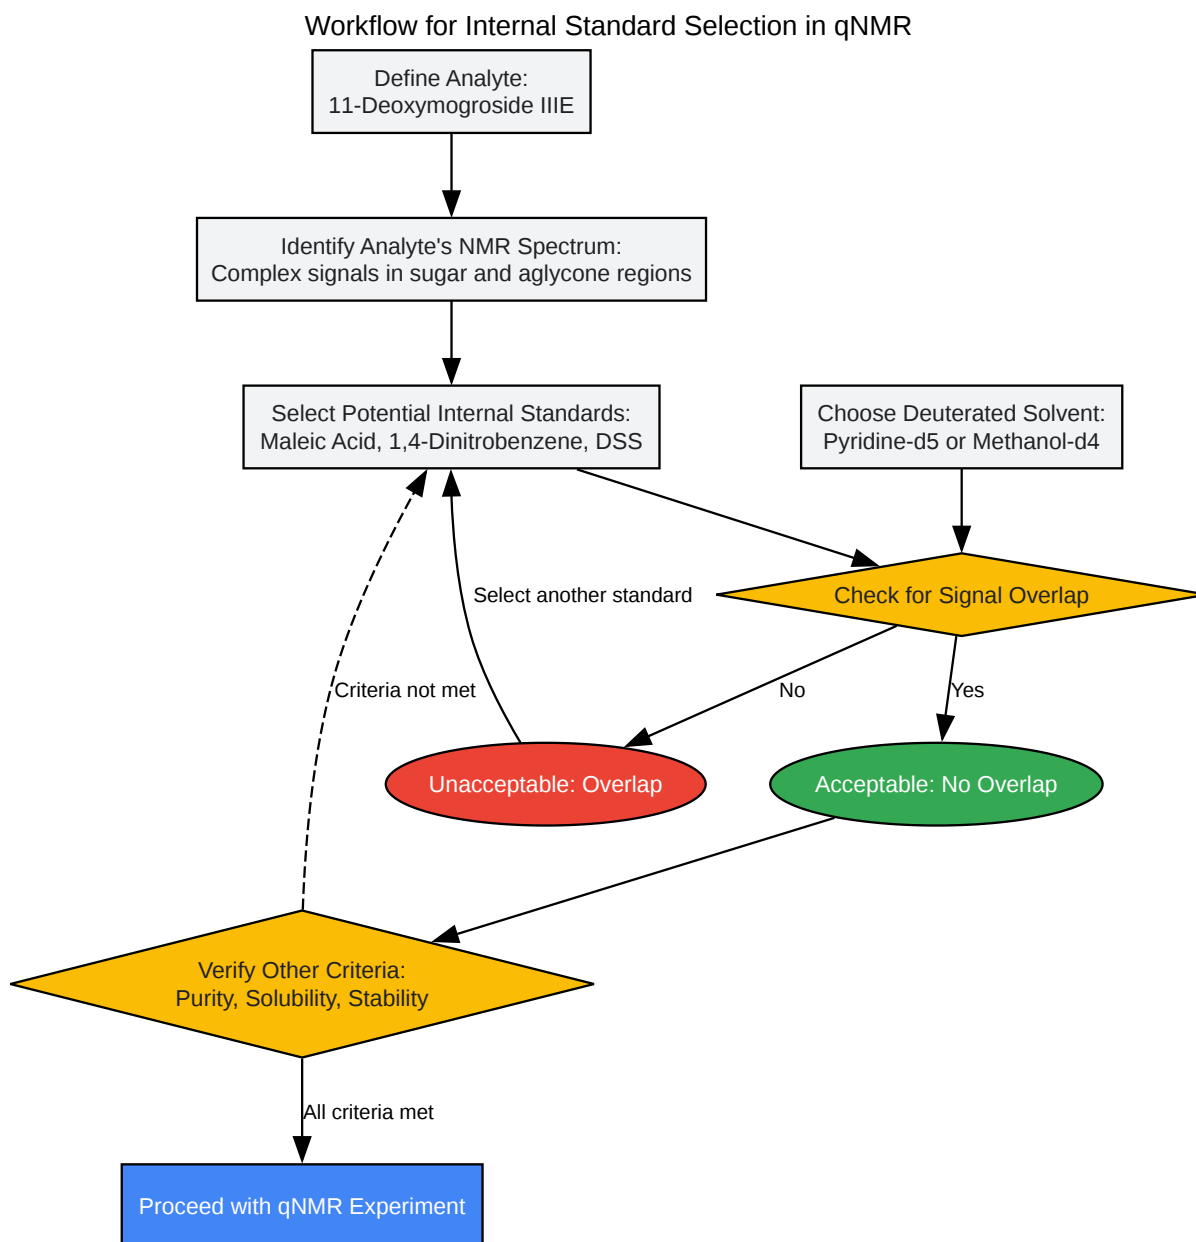 Workflow for Internal Standard Selection in qNMR
Define Analyte:
11-Deoxymogroside IIIE
Identify Analyte's NMR Spectrum:
Complex signals in sugar and aglycone regions
Select Potential Internal Standards:
Maleic Acid, 1,4-Dinitrobenzene, DSS
Choose Deuterated Solvent:
Pyridine-d5 or Methanol-d4
Check for Signal Overlap
Select another standard
Criteria not met
No
Yes
Unacceptable: Overlap
Acceptable: No Overlap
Verify Other Criteria:
Purity, Solubility, Stability
All criteria met
Proceed with qNMR Experiment